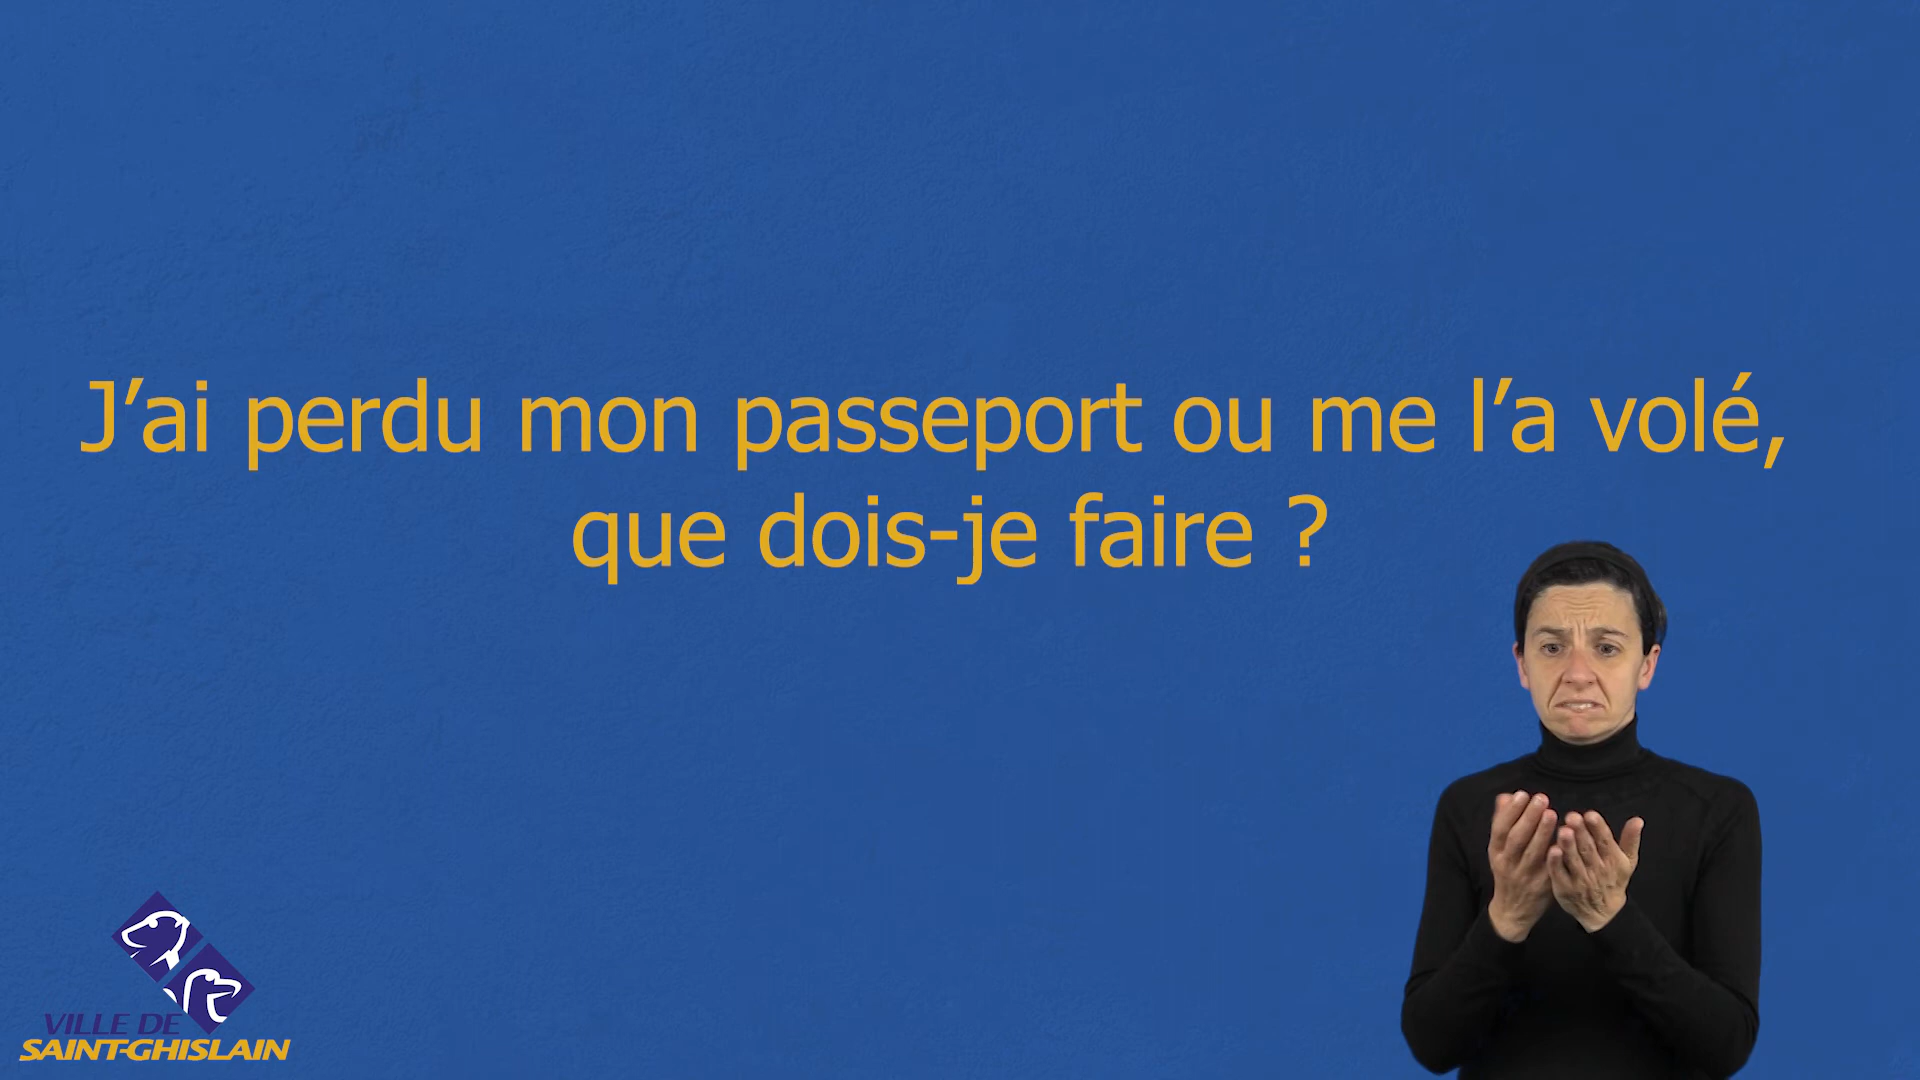 J’ai perdu mon passeport ou me l’a volé,
que dois-je faire ?
VILLE DE
SAINT-GHISLAIN